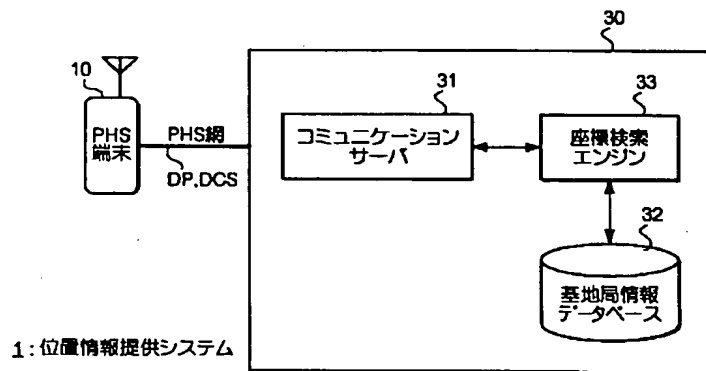 30
10
31
33
PHS
端末
PHS網
DP,DCS
コミュニケーション
サーバ
座標検索
エンジン
32
基地局情報
データベース
1:位置情報提供システム